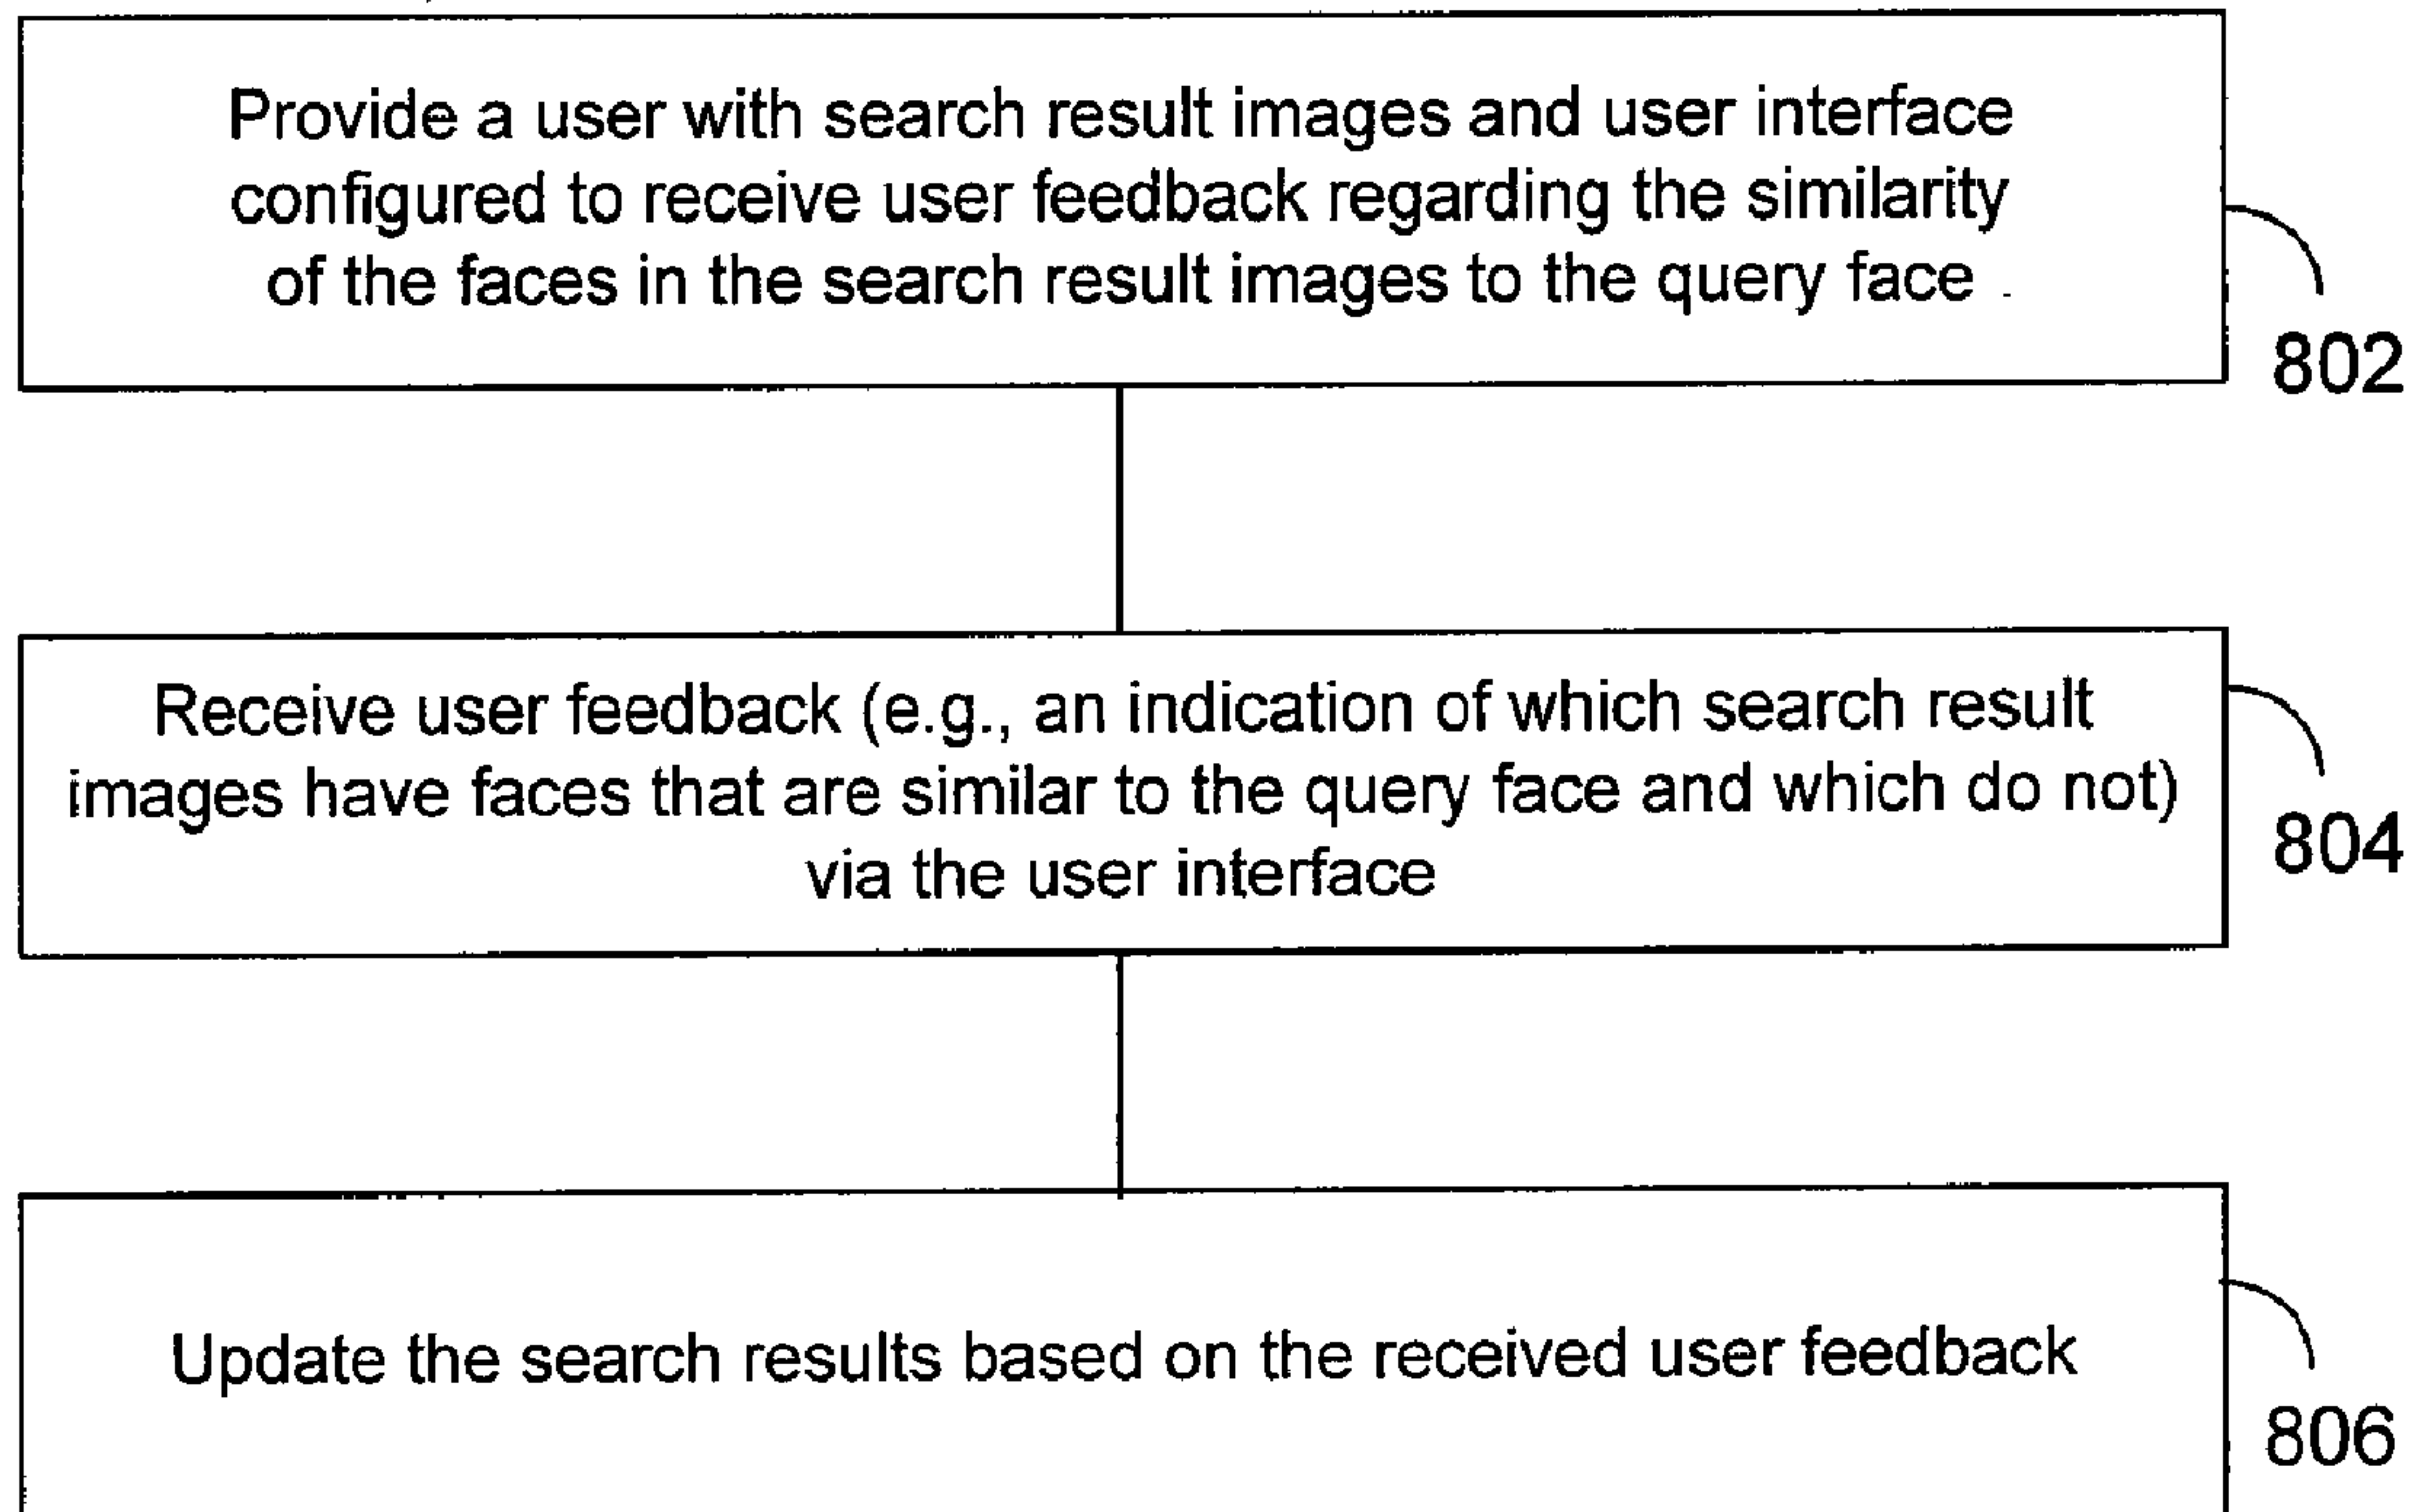 Provide a user with search result images and user interface
configured to receive user feedback regarding the similarity
of the faces in the search result images to the query face
802
Receive user feedback (e.g., an indication of which search result
images have faces that are similar to the query face and which do not)
via the user interface
804
Update the search results based on the received user feedback
806